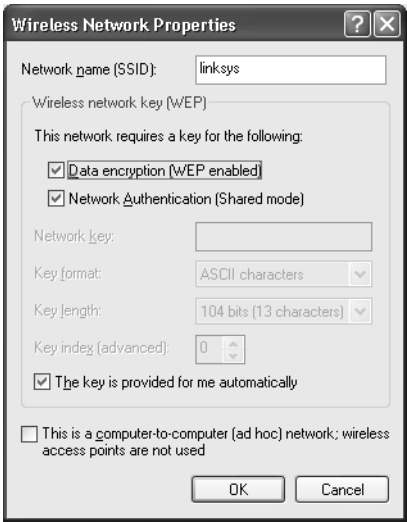 Wireless Network Properties
Network name (SSID): linksys
Wireless network key (WEP)
This network requires a key for the following:
Data encryption (WEP enabled)
Network Authentication (Shared mode)
Network key:
Key format: ASCII characters
Key length: 104 bits (13 characters)
Key index (advanced): 0
The key is provided for me automatically
This is a computer-to-computer (ad hoc) network; wireless
access points are not used
OK Cancel